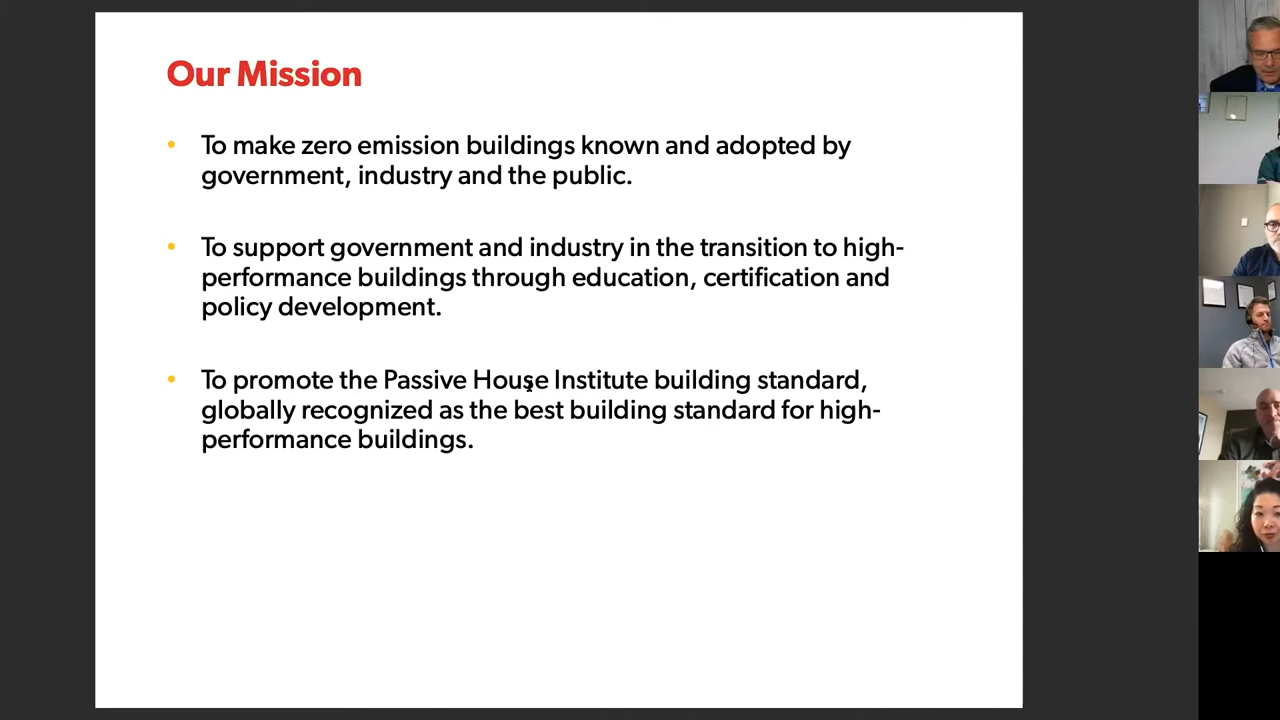 Our Mission
• To make zero emission buildings known and adopted by
government, industry and the public.
• To support government and industry in the transition to high-
performance buildings through education, certification and
policy development.
• To promote the Passive House Institute building standard,
globally recognized as the best building standard for high-
performance buildings.